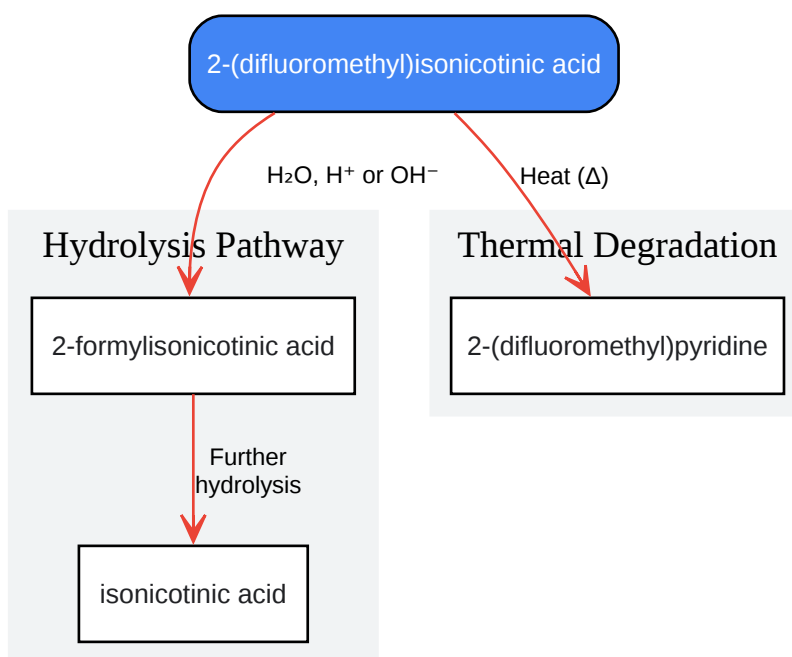 2-(difluoromethyl)isonicotinic acid
H₂O, H⁺ or OH⁻
Heat (Δ)
Hydrolysis Pathway
Thermal Degradation
2-formylisonicotinic acid
2-(difluoromethyl)pyridine
Further
hydrolysis
isonicotinic acid